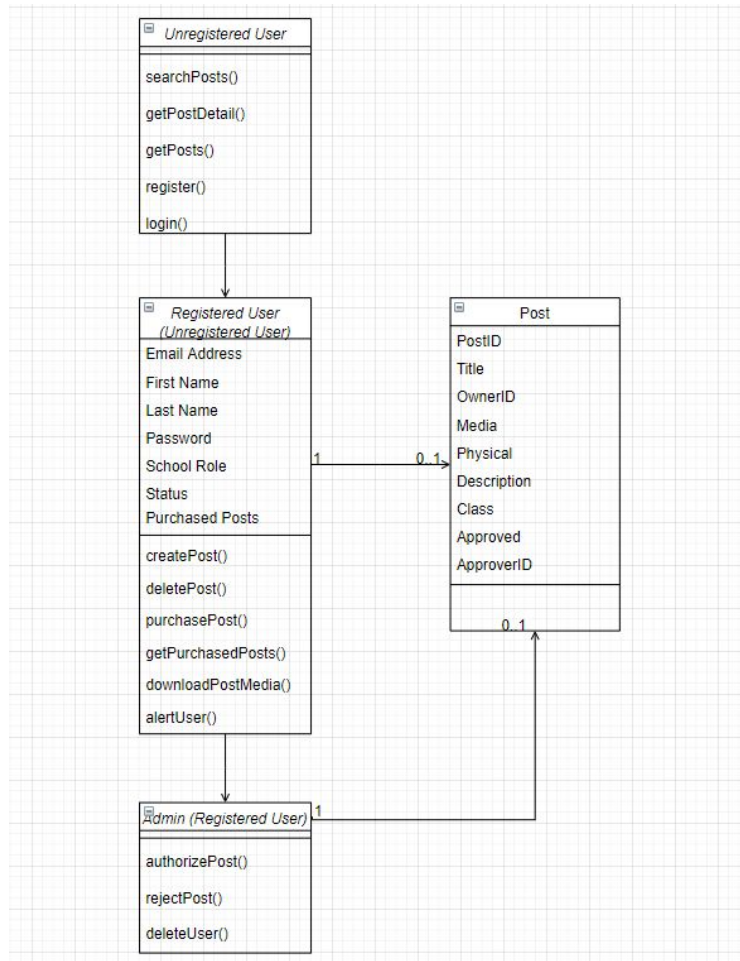 Unregistered User
searchPosts()
getPostDetail()
getPosts()
register()
login()
Registered User
(Unregistered User)
Email Address
First Name
Last Name
Password
School Role
Status
Purchased Posts
createPost()
deletePost()
purchasePost()
getPurchasedPosts()
downloadPostMedia()
alertUser()
1
0..1
Post
PostID
Title
OwnerID
Media
Physical
Description
Class
Approved
ApproverID
0..1
Admin (Registered User)
1
authorizePost()
rejectPost()
deleteUser()